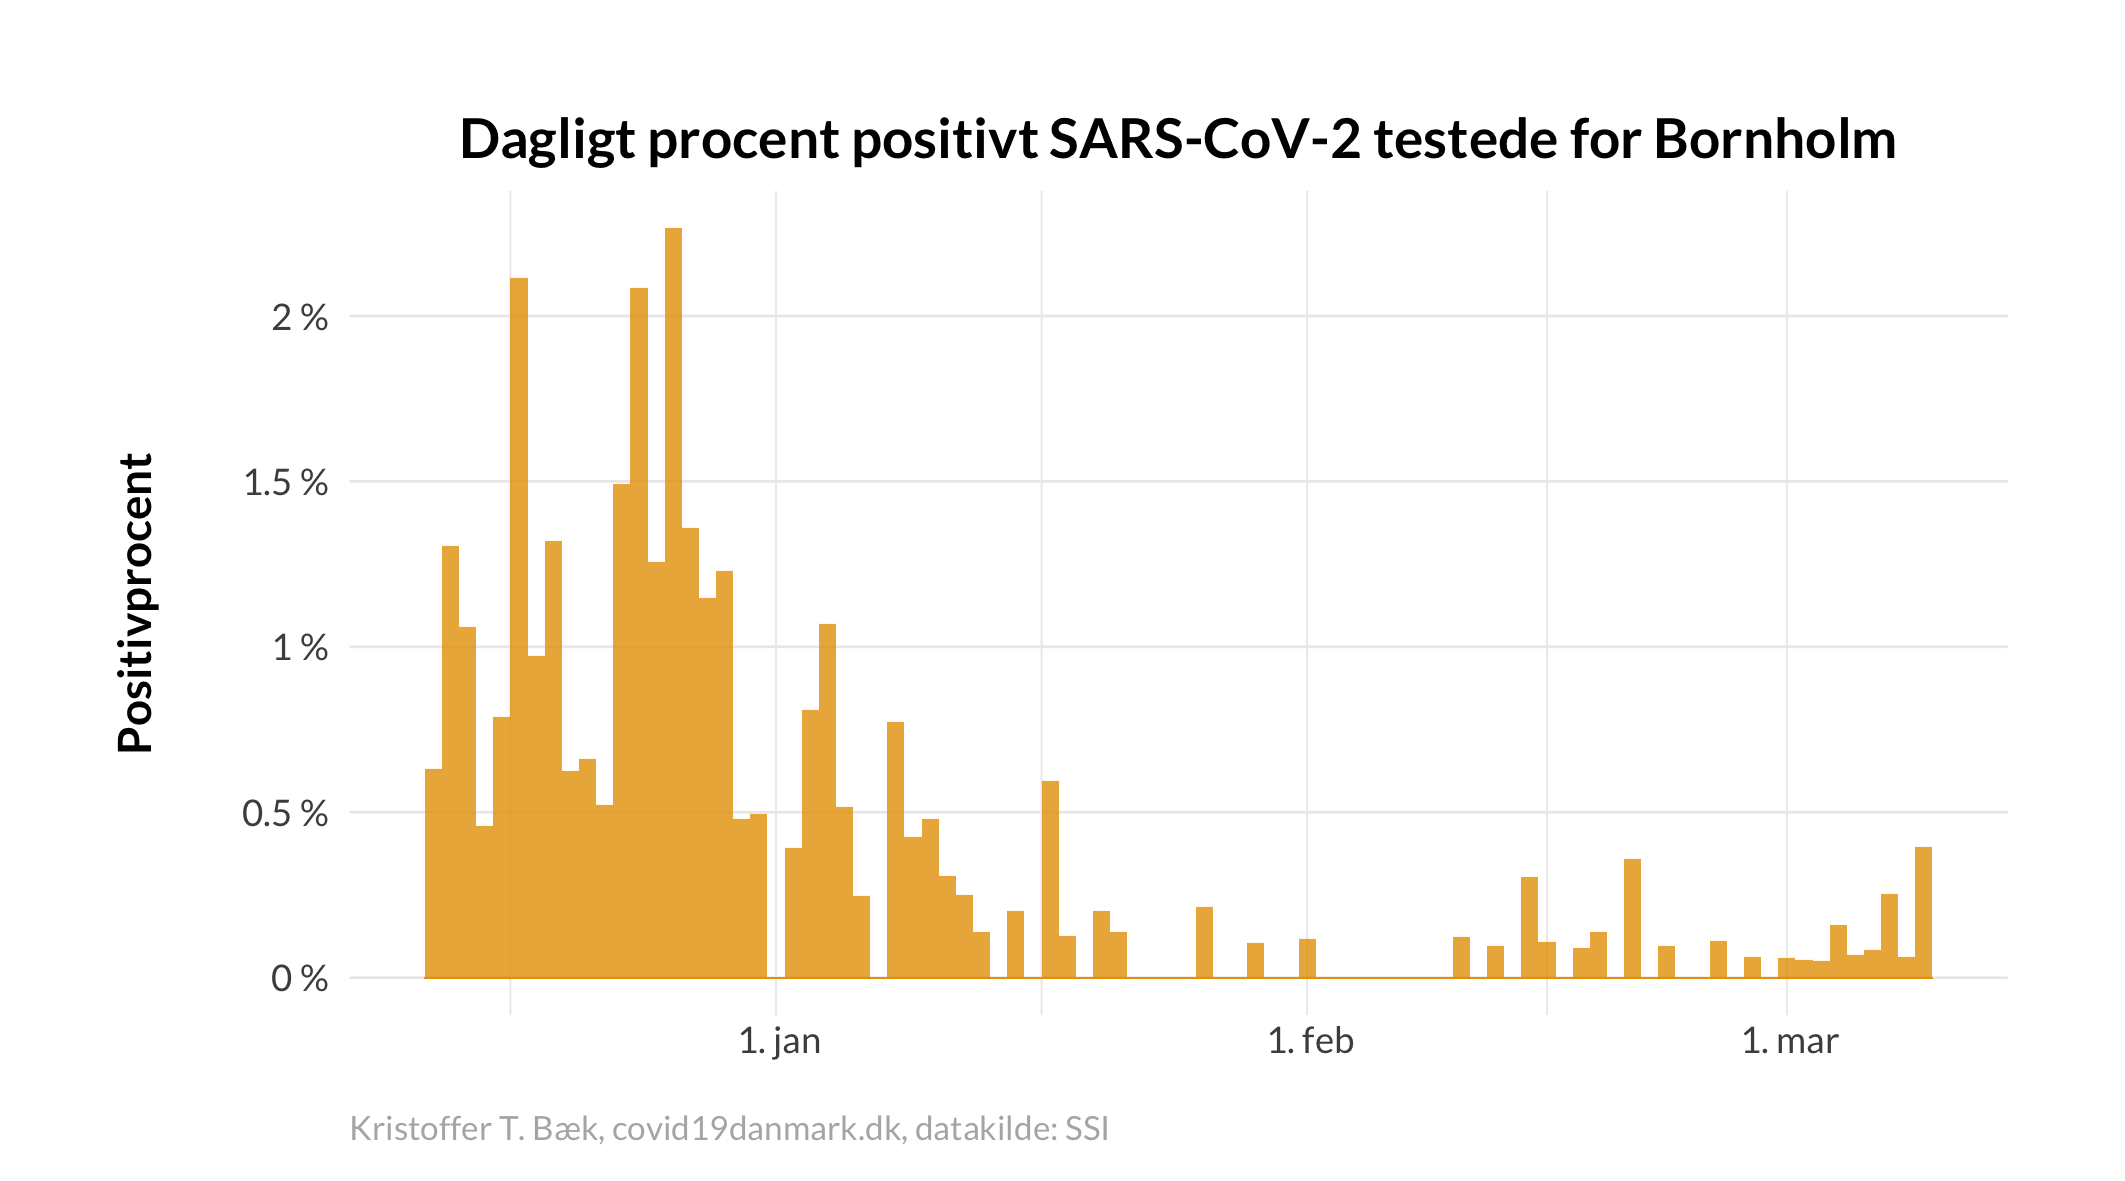 Dagligt procent positivt SARS-CoV-2 testede for Bornholm
Positivprocent
2 %
1.5 %
1 %
0.5 %
0 %
1. jan
1. feb
1. mar
Kristoffer T. Bæk, covid19danmark.dk, datakilde: SSI